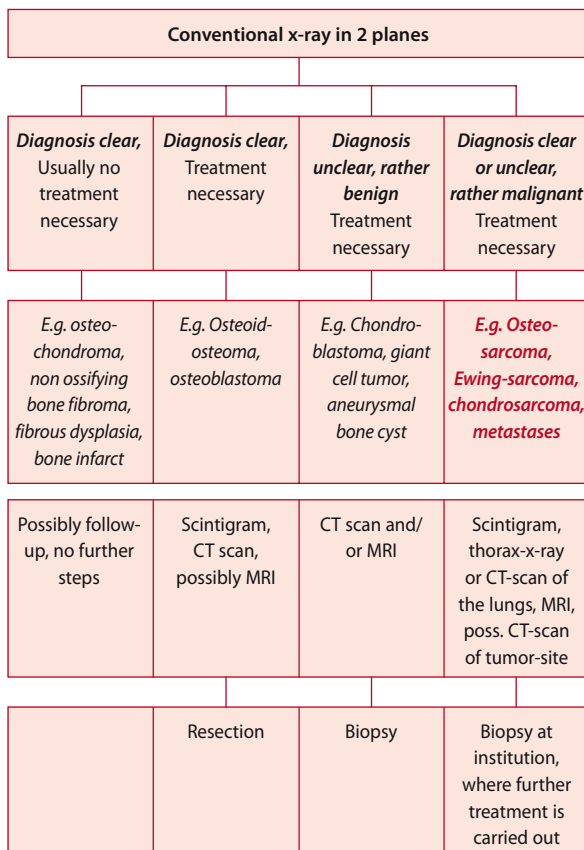 Conventional x-ray in 2 planes
Diagnosis clear,
Usually no
treatment
necessary
Diagnosis clear,
Treatment
necessary
Diagnosis
unclear, rather
benign
Treatment
necessary
Diagnosis clear
or unclear,
rather malignant
Treatment
necessary
E.g. osteo-
chondroma,
non ossifying
bone fibroma,
fibrous dysplasia,
bone infarct
E.g. Osteoid-
osteoma,
osteoblastoma
E.g. Chondro-
blastoma, giant
cell tumor,
aneurysmal
bone cyst
E.g. Osteo-
sarcoma,
Ewing-sarcoma,
chondrosarcoma,
metastases
Possibly follow-
up, no further
steps
Scintigram,
CT scan,
possibly MRI
CT scan and/
or MRI
Scintigram,
thorax-x-ray
or CT-scan of
the lungs, MRI,
poss. CT-scan
of tumor-site
Resection
Biopsy
Biopsy at
institution,
where further
treatment is
carried out